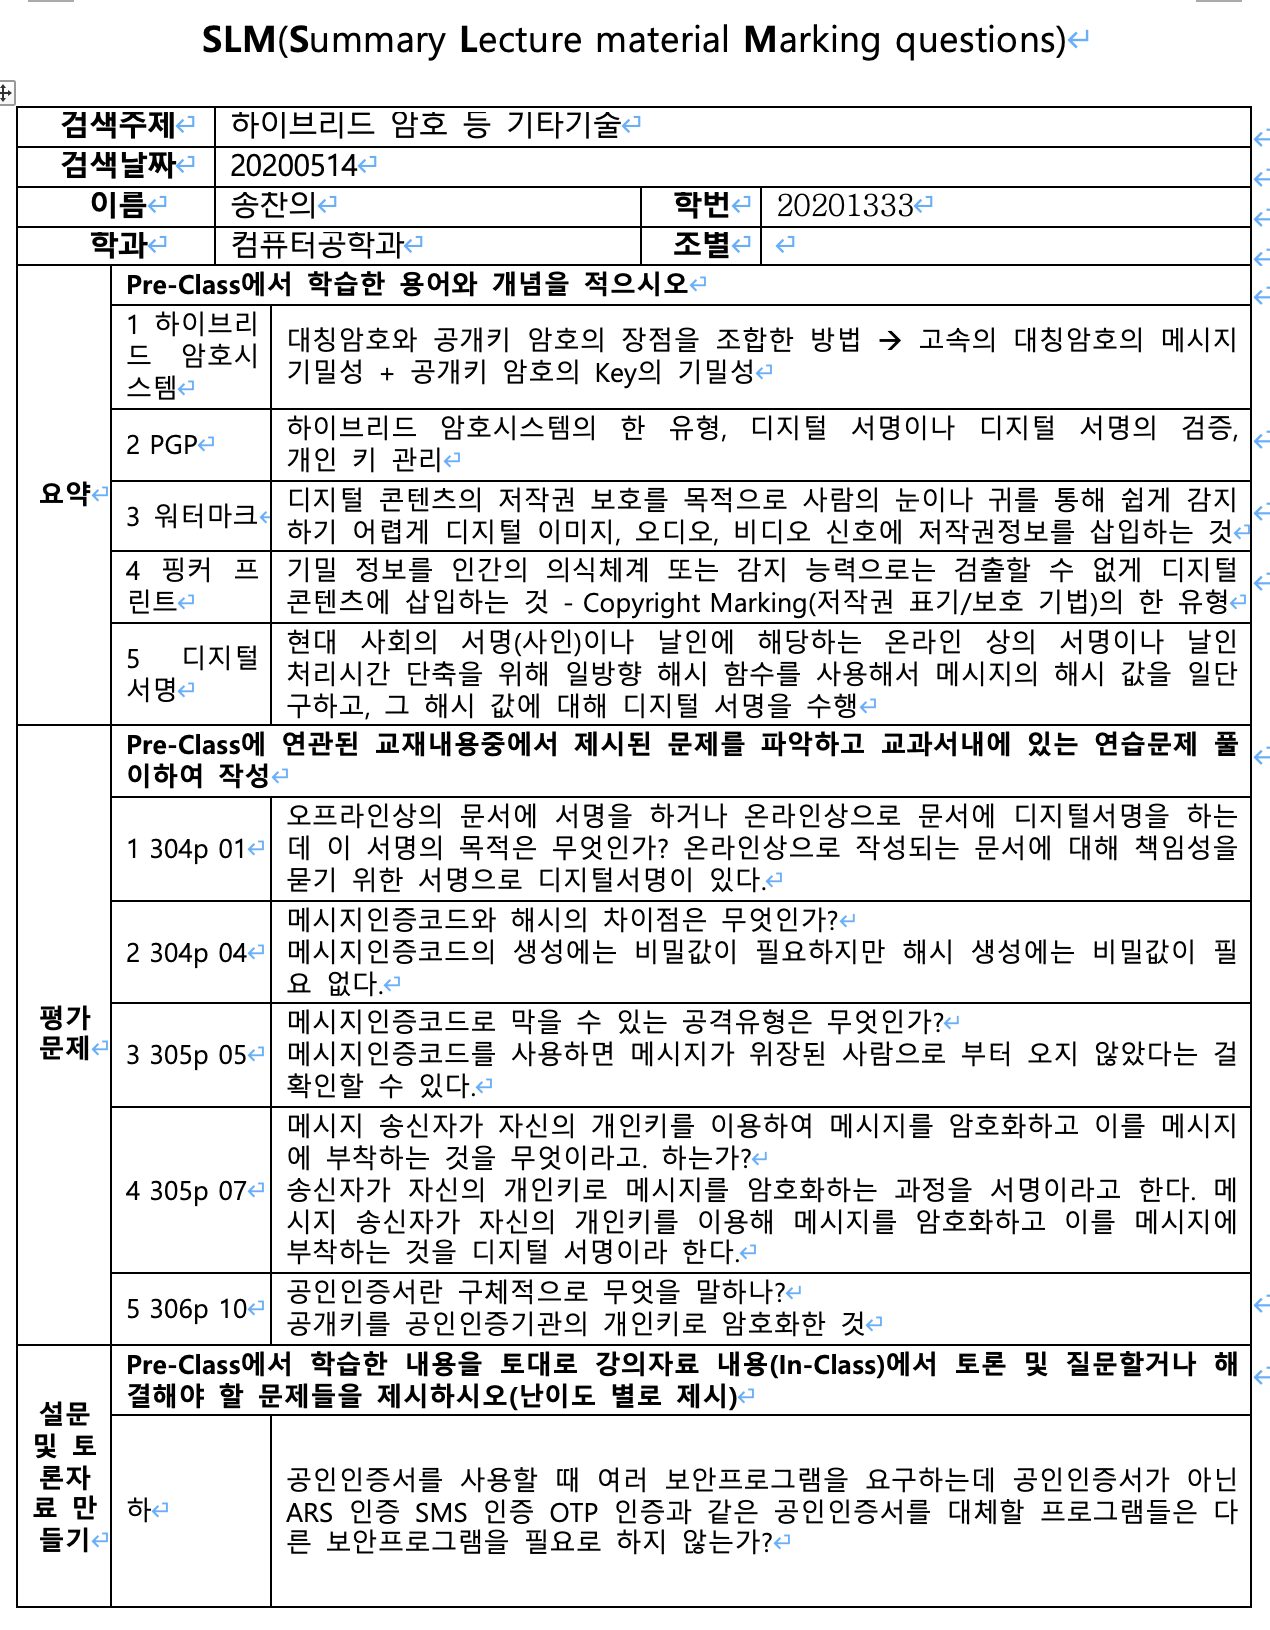 SLM(Summary Lecture material Marking questions)
검색주제 하이브리드 암호 등 기타기술
검색날짜 20200514
이름 송찬의 학번 20201333
학과 컴퓨터공학과 조별
요약
Pre-Class에서 학습한 용어와 개념을 적으시오
1 하이브리
드 암호시
스템
대칭암호와 공개키 암호의 장점을 조합한 방법 → 고속의 대칭암호의 메시지
기밀성 + 공개키 암호의 Key의 기밀성
2 PGP
하이브리드 암호시스템의 한 유형, 디지털 서명이나 디지털 서명의 검증,
개인 키 관리
3 워터마크
디지털 콘텐츠의 저작권 보호를 목적으로 사람의 눈이나 귀를 통해 쉽게 감지
하기 어렵게 디지털 이미지, 오디오, 비디오 신호에 저작권정보를 삽입하는 것
4 핑커 프
린트
기밀 정보를 인간의 의식체계 또는 감지 능력으로는 검출할 수 없게 디지털
콘텐츠에 삽입하는 것 - Copyright Marking(저작권 표기/보호 기법)의 한 유형
5 디지털
서명
현대 사회의 서명(사인)이나 날인에 해당하는 온라인 상의 서명이나 날인
처리시간 단축을 위해 일방향 해시 함수를 사용해서 메시지의 해시 값을 일단
구하고, 그 해시 값에 대해 디지털 서명을 수행
평가
문제
Pre-Class에 연관된 교재내용중에서 제시된 문제를 파악하고 교과서내에 있는 연습문제 풀
이하여 작성
1 304p 01
오프라인상의 문서에 서명을 하거나 온라인상으로 문서에 디지털서명을 하는
데 이 서명의 목적은 무엇인가? 온라인상으로 작성되는 문서에 대해 책임성을
묻기 위한 서명으로 디지털서명이 있다.
2 304p 04
메시지인증코드와 해시의 차이점은 무엇인가?
메시지인증코드의 생성에는 비밀값이 필요하지만 해시 생성에는 비밀값이 필
요 없다.
3 305p 05
메시지인증코드로 막을 수 있는 공격유형은 무엇인가?
메시지인증코드를 사용하면 메시지가 위장된 사람으로 부터 오지 않았다는 걸
확인할 수 있다.
4 305p 07
메시지 송신자가 자신의 개인키를 이용하여 메시지를 암호화하고 이를 메시지
에 부착하는 것을 무엇이라고. 하는가?
송신자가 자신의 개인키로 메시지를 암호화하는 과정을 서명이라고 한다. 메
시지 송신자가 자신의 개인키를 이용해 메시지를 암호화하고 이를 메시지에
부착하는 것을 디지털 서명이라 한다.
5 306p 10
공인인증서란 구체적으로 무엇을 말하나?
공개키를 공인인증기관의 개인키로 암호화한 것
설문
및 토
론자
료 만
들기
Pre-Class에서 학습한 내용을 토대로 강의자료 내용(In-Class)에서 토론 및 질문할거나 해
결해야 할 문제들을 제시하시오(난이도 별로 제시)
하
공인인증서를 사용할 때 여러 보안프로그램을 요구하는데 공인인증서가 아닌
ARS 인증 SMS 인증 OTP 인증과 같은 공인인증서를 대체할 프로그램들은 다
른 보안프로그램을 필요로 하지 않는가?